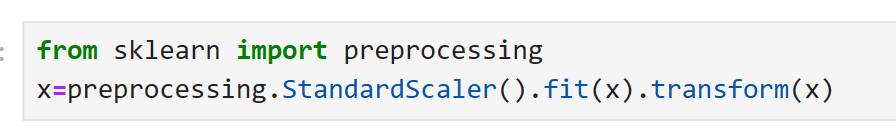 :
from sklearn import preprocessing
x=preprocessing.StandardScaler().fit(x).transform(x)